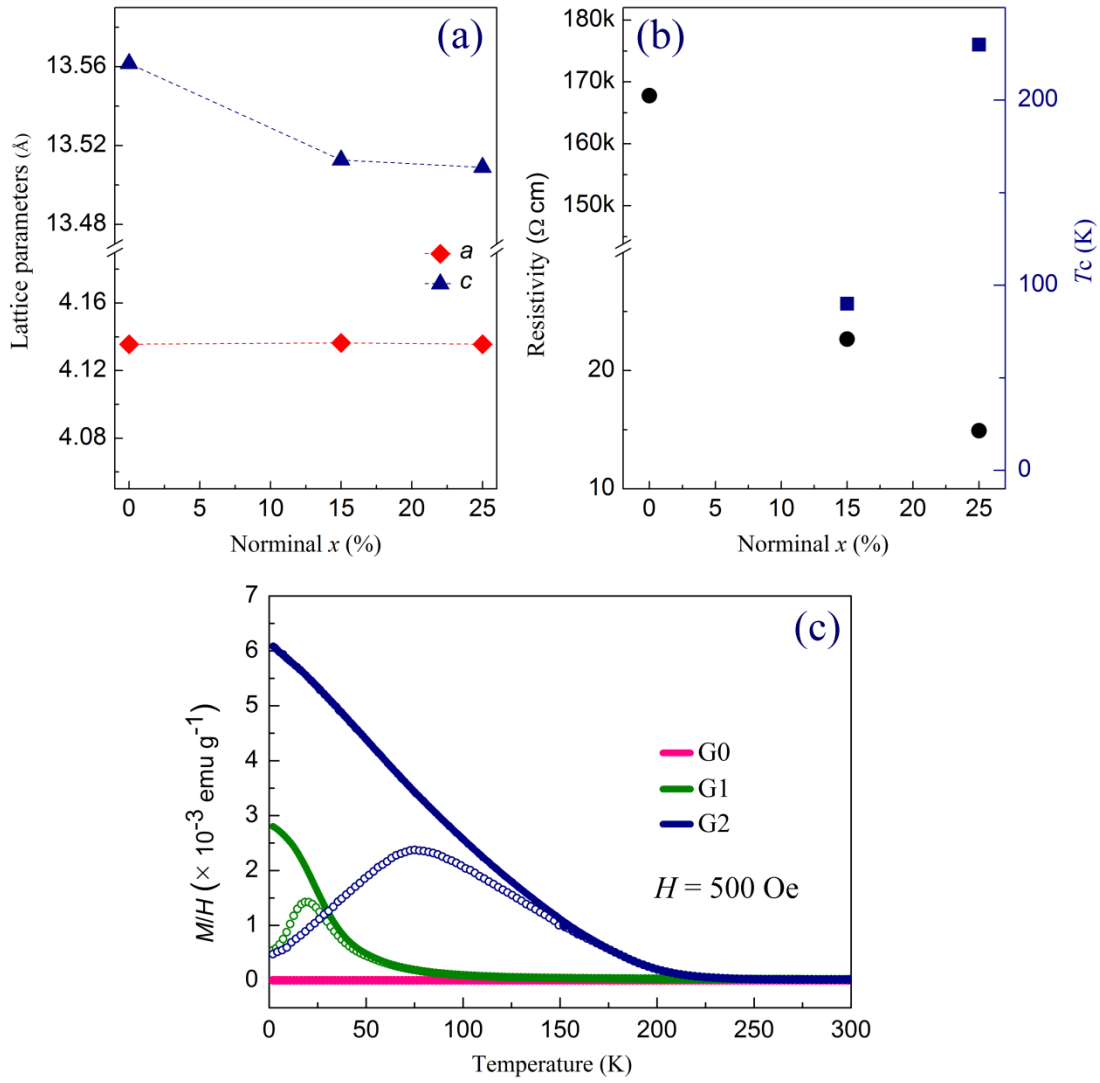 (a)
Lattice parameters (Å)
13.56
13.52
13.48
4.16
4.12
4.08
a
c
0 5 10 15 20 25
Norminal x (%)
(b)
Resistivity (Ω cm)
180k
170k
160k
150k
20
10
Tc (K)
200
100
0
0 5 10 15 20 25
Norminal x (%)
(c)
M/H (× 10⁻³ emu g⁻¹)
7
6
5
4
3
2
1
0
G0
G1
G2
H = 500 Oe
0 50 100 150 200 250 300
Temperature (K)